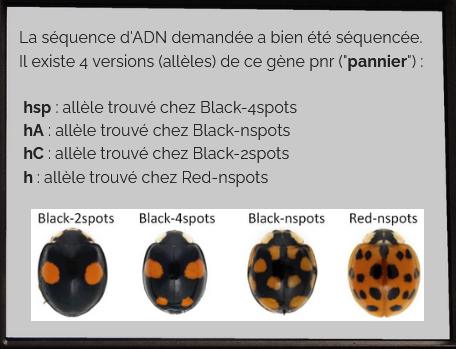 La séquence d'ADN demandée a bien été séquencée.
Il existe 4 versions (allèles) de ce gène pnr ("pannier") :
hsp : allèle trouvé chez Black-4spots
hA : allèle trouvé chez Black-nspots
hC : allèle trouvé chez Black-2spots
h : allèle trouvé chez Red-nspots
Black-2spots Black-4spots Black-nspots Red-nspots